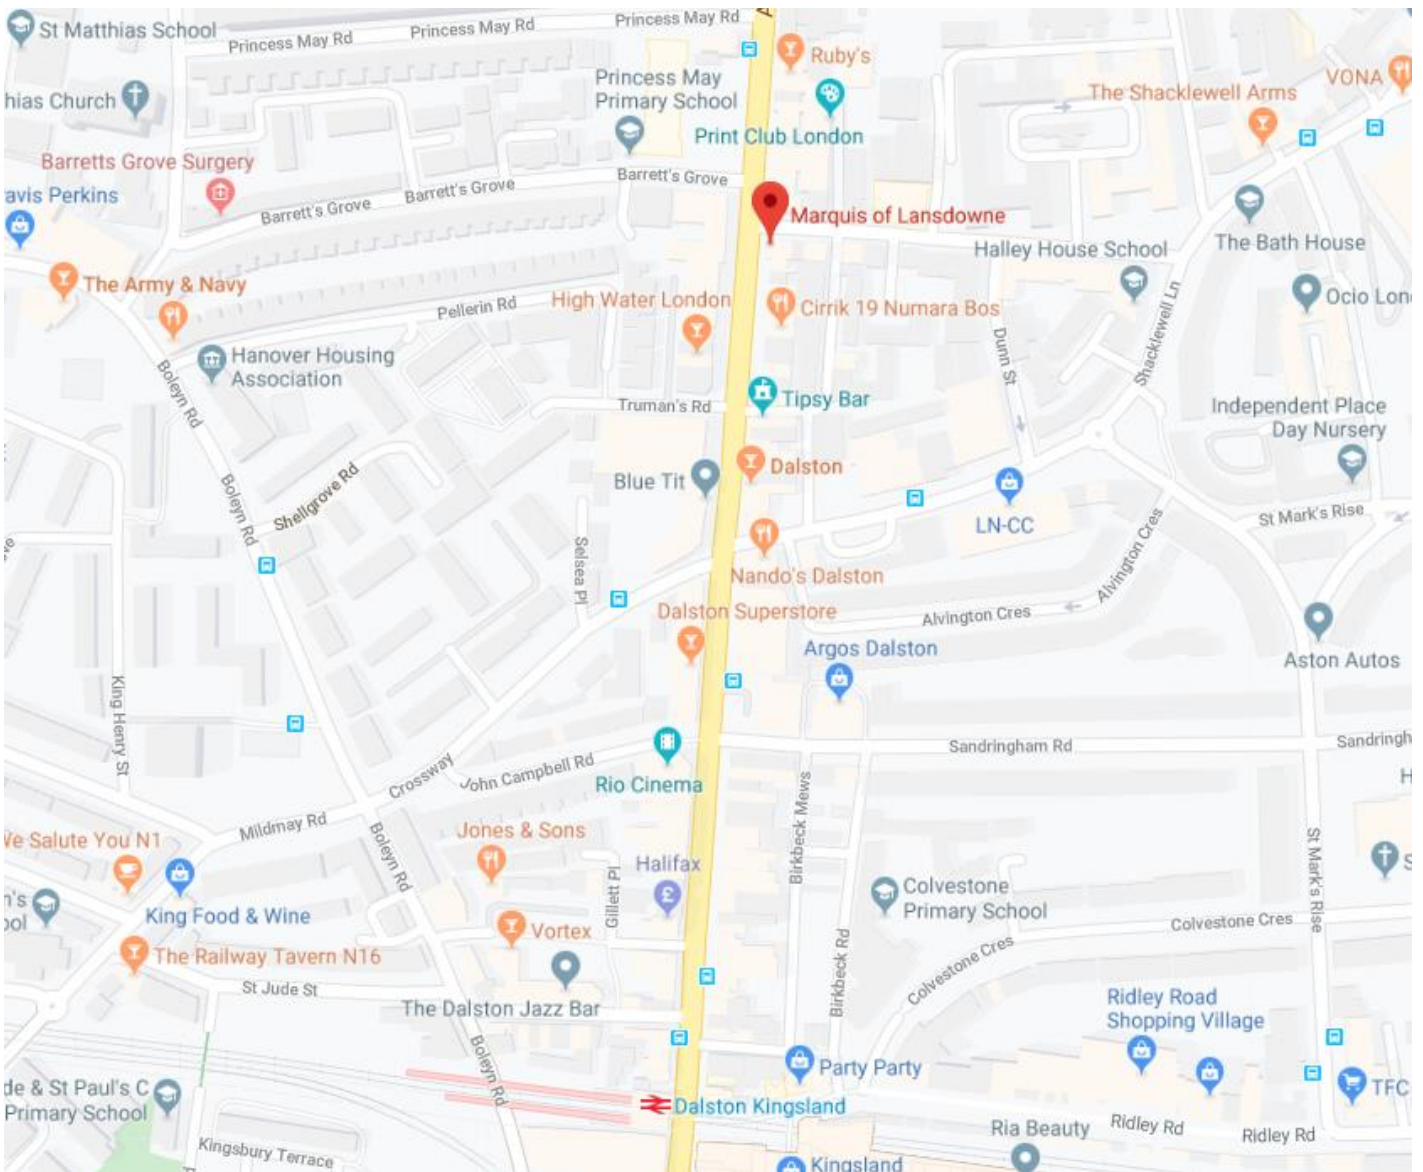 St Matthias School
Princess May Rd
Princess May Rd
Princess May Rd
A
Ruby's
Princess May
Primary School
Print Club London
The Shacklewell Arms
VONA
hias Church
Barretts Grove Surgery
avis Perkins
Barrett's Grove
Barrett's Grove
Barrett's Grove
Marquis of Lansdowne
Halley House School
The Bath House
The Army & Navy
Pellerin Rd
High Water London
Cirrik 19 Numara Bos
Ocio Lon
Hanover Housing
Association
Boleyn Rd
Dunn St
Shacklewell Ln
Truman's Rd
Tipsy Bar
Independent Place
Day Nursery
Blue Tit
Dalston
Shellgrove Rd
Boleyn Rd
LN-CC
St Mark's Rise
Selsea Pl
Nando's Dalston
Alvington Cres
Alvington Cres
Dalston Superstore
Argos Dalston
Aston Autos
King Henry St
Sandringham Rd
Sandringh
Crossway
John Campbell Rd
Rio Cinema
H
Mildmay Rd
Boleyn Rd
Jones & Sons
Birkbeck Mews
St Mark's Rise
We Salute You N1
Halifax
£
S
n's
ool
King Food & Wine
Gillett Pl
Colvestone
Primary School
Colvestone Cres
Vortex
The Railway Tavern N16
Birkbeck Rd
Colvestone Cres
St Jude St
The Dalston Jazz Bar
Ridley Road
Shopping Village
Boleyn Rd
Party Party
de & St Paul's C
Primary School
Dalston Kingsland
TFC
Ria Beauty
Ridley Rd
Ridley Rd
Kingsbury Terrace
Kingsland